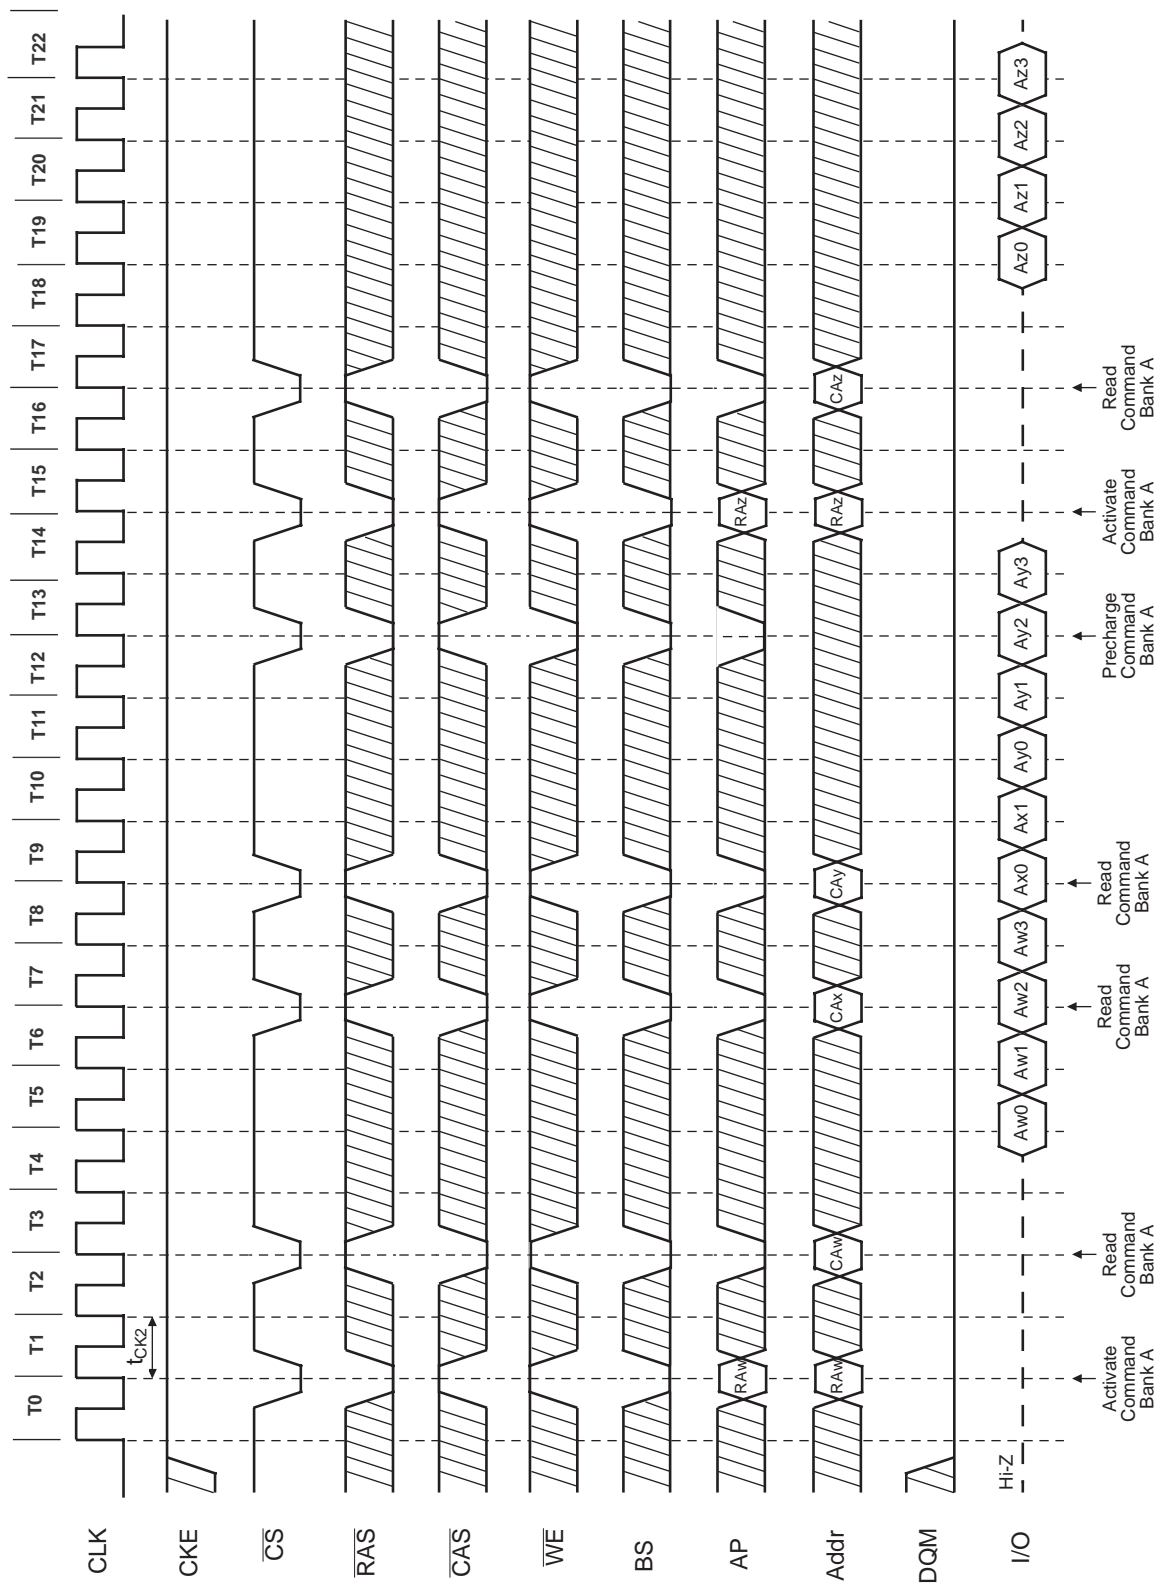 T0 T1 T2 T3 T4 T5 T6 T7 T8 T9 T10 T11 T12 T13 T14 T15 T16 T17 T18 T19 T20 T21 T22
CLK
tCK2
CKE
CS
RAS
CAS
WE
BS
AP
RAw RAz
Addr
RAw CAw CAx CAy RAz CAz
DQM
I/O
Hi-Z
Aw0 Aw1 Aw2 Aw3 Ax0 Ax1 Ay0 Ay1 Ay2 Ay3 Az0 Az1 Az2 Az3
Activate
Command
Bank A
Read
Command
Bank A
Read
Command
Bank A
Read
Command
Bank A
Precharge
Command
Bank A
Activate
Command
Bank A
Read
Command
Bank A